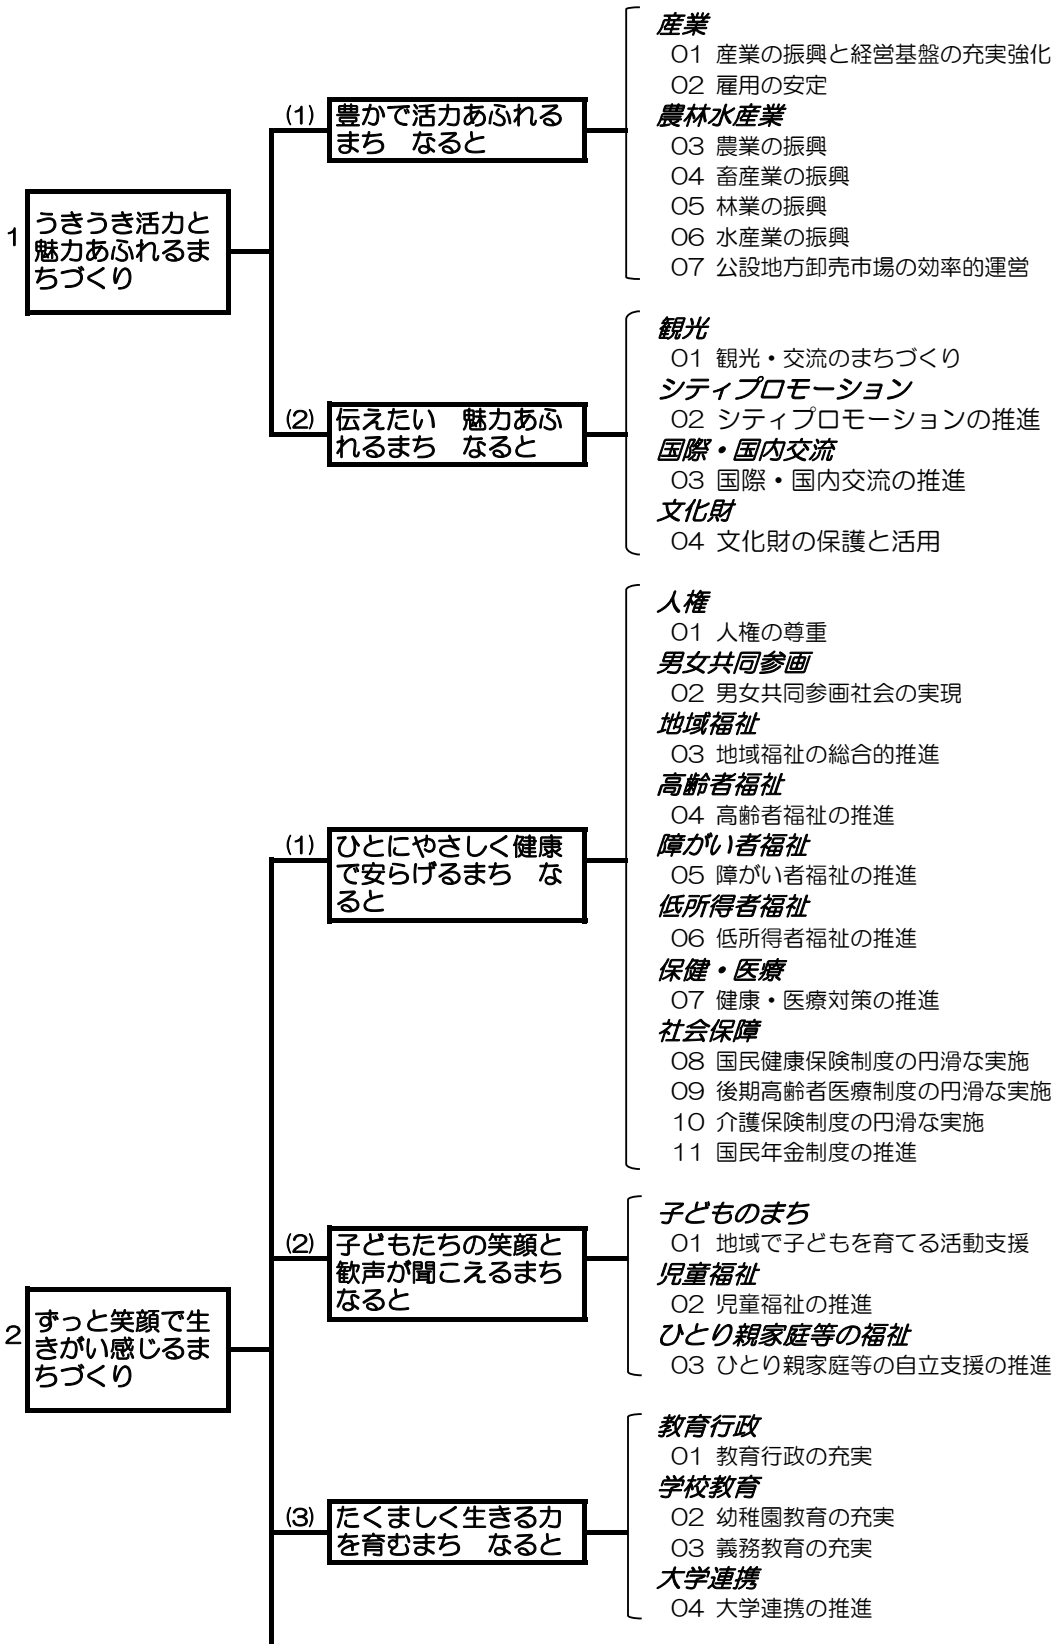 1
うきうき活力と
魅力あふれるま
ちづくり
(1)
豊かで活力あふれる
まち　なると
産業
01 産業の振興と経営基盤の充実強化
02 雇用の安定
農林水産業
03 農業の振興
04 畜産業の振興
05 林業の振興
06 水産業の振興
07 公設地方卸売市場の効率的運営
(2)
伝えたい　魅力あふ
れるまち　なると
観光
01 観光・交流のまちづくり
シティプロモーション
02 シティプロモーションの推進
国際・国内交流
03 国際・国内交流の推進
文化財
04 文化財の保護と活用
2
ずっと笑顔で生
きがい感じるま
ちづくり
(1)
ひとにやさしく健康
で安らげるまち　な
ると
人権
01 人権の尊重
男女共同参画
02 男女共同参画社会の実現
地域福祉
03 地域福祉の総合的推進
高齢者福祉
04 高齢者福祉の推進
障がい者福祉
05 障がい者福祉の推進
低所得者福祉
06 低所得者福祉の推進
保健・医療
07 健康・医療対策の推進
社会保障
08 国民健康保険制度の円滑な実施
09 後期高齢者医療制度の円滑な実施
10 介護保険制度の円滑な実施
11 国民年金制度の推進
(2)
子どもたちの笑顔と
歓声が聞こえるまち
なると
子どものまち
01 地域で子どもを育てる活動支援
児童福祉
02 児童福祉の推進
ひとり親家庭等の福祉
03 ひとり親家庭等の自立支援の推進
(3)
たくましく生きる力
を育むまち　なると
教育行政
01 教育行政の充実
学校教育
02 幼稚園教育の充実
03 義務教育の充実
大学連携
04 大学連携の推進